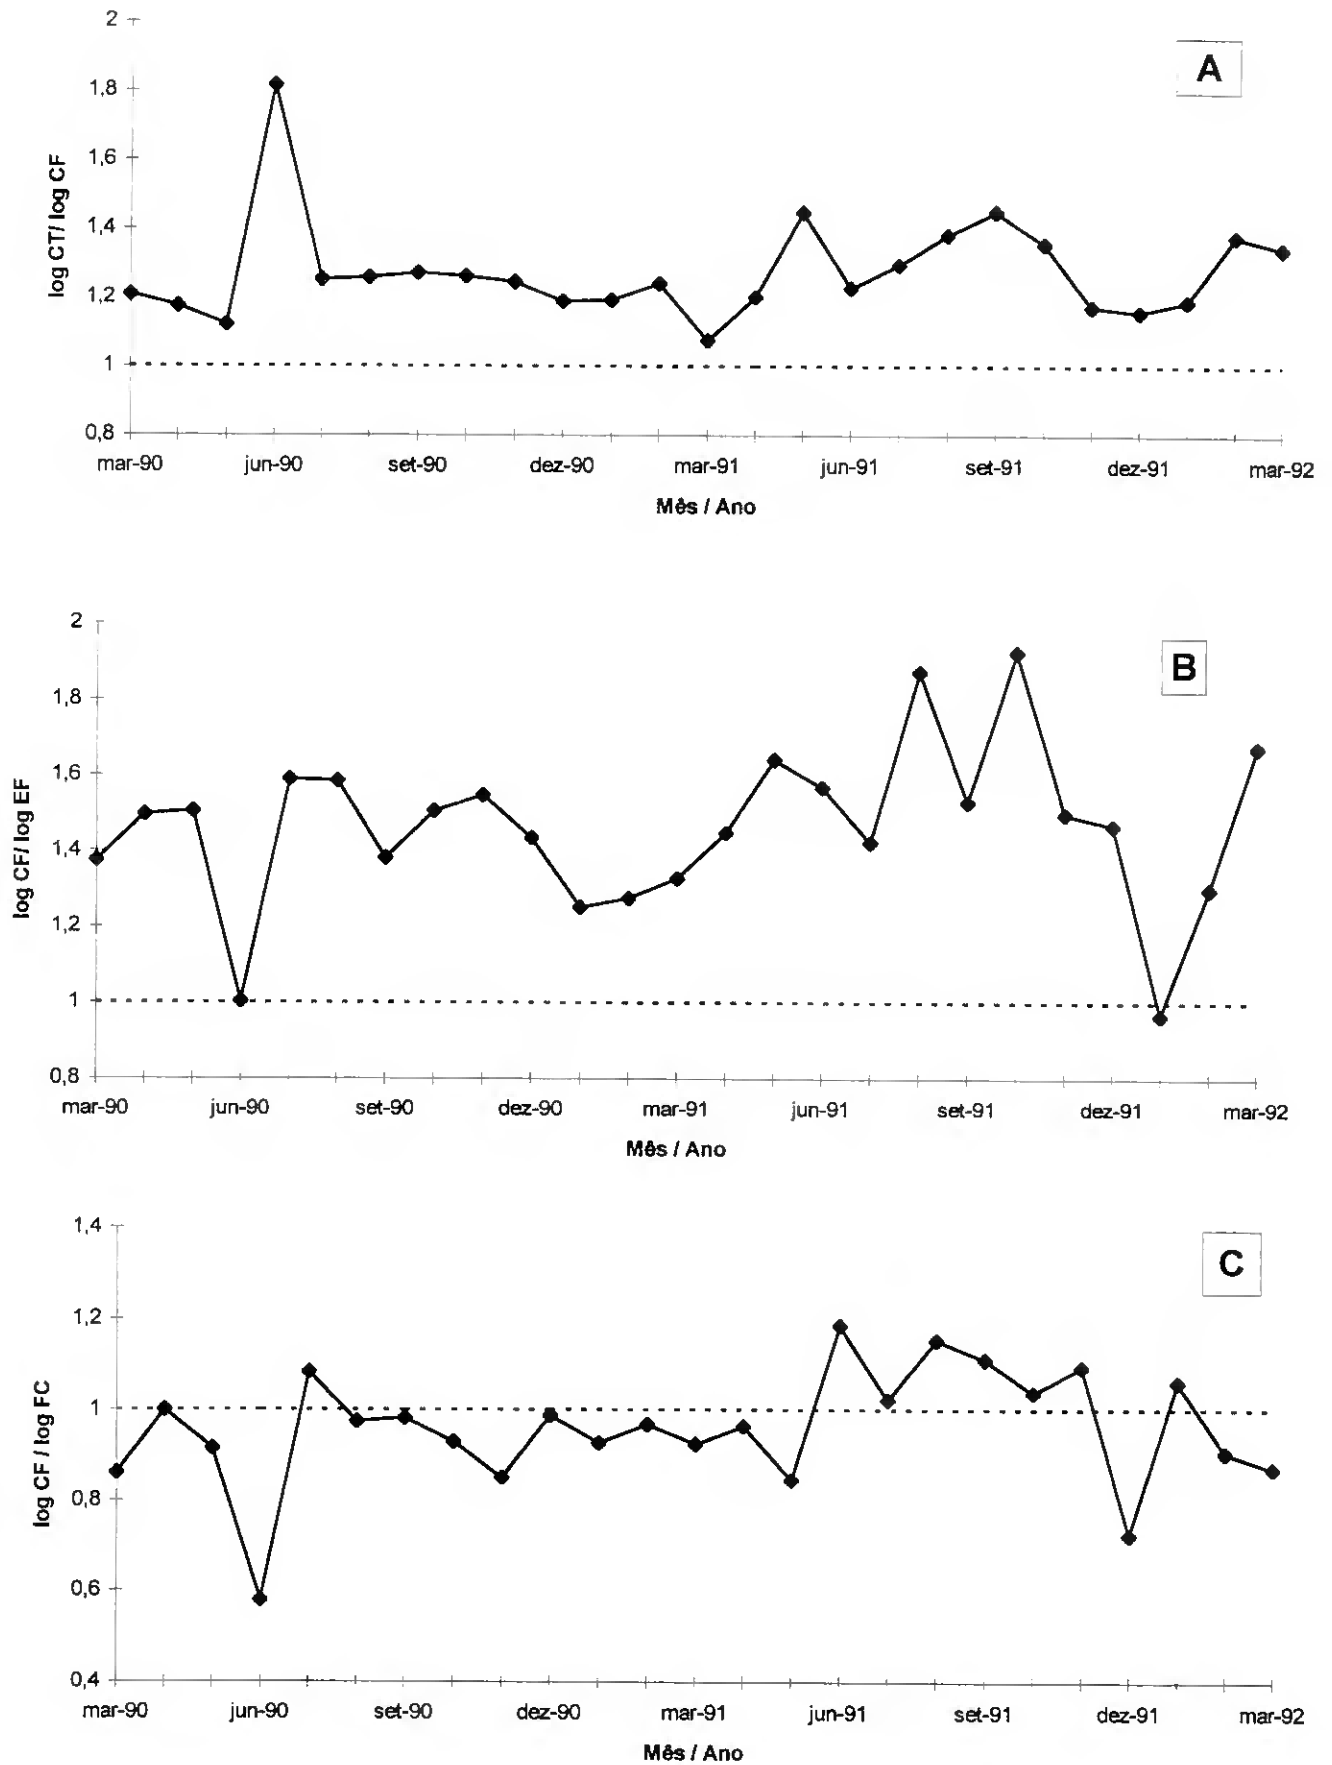 A
log CT/ log CF
2
1,8
1,6
1,4
1,2
1
0,8
mar-90 jun-90 set-90 dez-90 mar-91 jun-91 set-91 dez-91 mar-92
Mês / Ano
B
log CF/ log EF
2
1,8
1,6
1,4
1,2
1
0,8
mar-90 jun-90 set-90 dez-90 mar-91 jun-91 set-91 dez-91 mar-92
Mês / Ano
C
log CF / log FC
1,4
1,2
1
0,8
0,6
0,4
mar-90 jun-90 set-90 dez-90 mar-91 jun-91 set-91 dez-91 mar-92
Mês / Ano